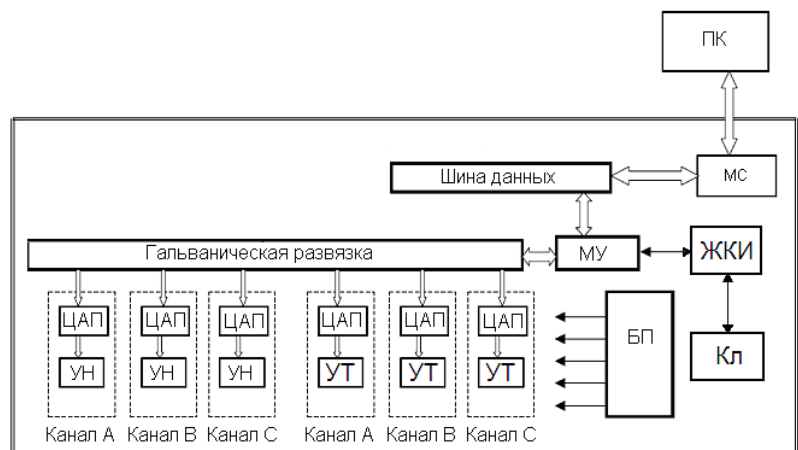 ПК
Шина данных
МС
Гальваническая развязка
МУ
ЖКИ
ЦАП ЦАП ЦАП ЦАП ЦАП ЦАП
БП
Кл
УН УН УН УТ УТ УТ
Канал А Канал В Канал С Канал А Канал В Канал С